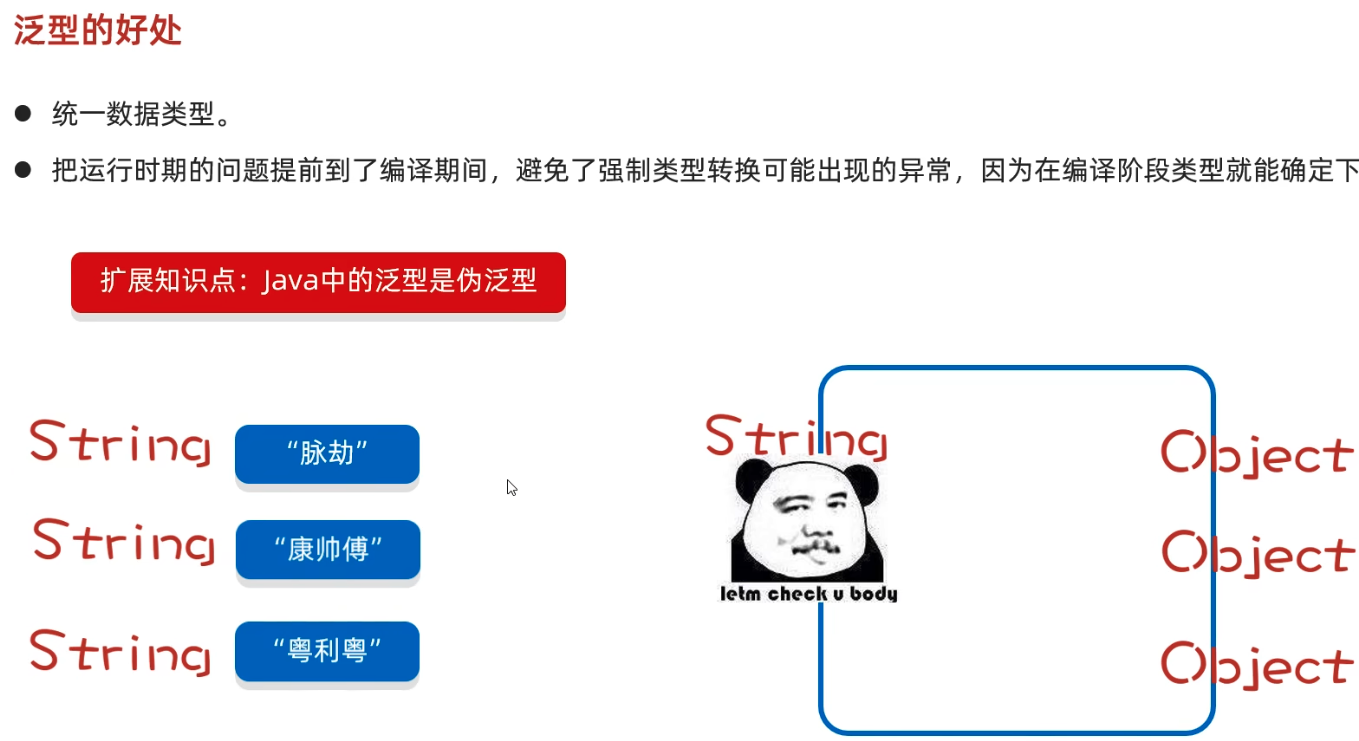 泛型的好处
● 统一数据类型。
● 把运行时期的问题提前到了编译期间，避免了强制类型转换可能出现的异常，因为在编译阶段类型就能确定下
扩展知识点：Java中的泛型是伪泛型
String “脉劫”
String “康帅傅”
String “粤利粤”
String
letm check u body
Object
Object
Object